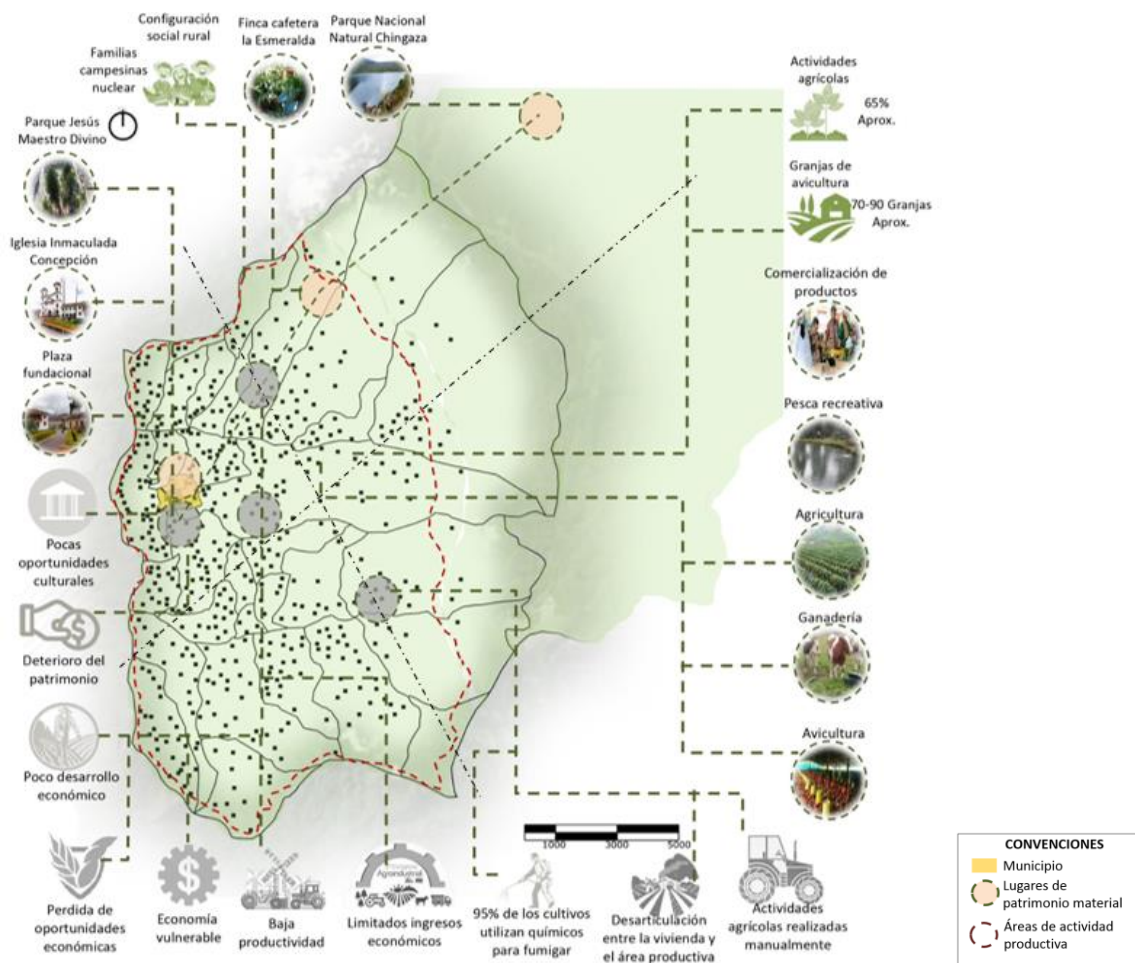 Configuración
social rural
Finca cafetera
la Esmeralda
Parque Nacional
Natural Chingaza
Familias
campesinas
nuclear
Parque Jesús
Maestro Divino
Iglesia Inmaculada
Concepción
Plaza
fundacional
Pocas
oportunidades
culturales
Deterioro del
patrimonio
Poco desarrollo
económico
Perdida de
oportunidades
económicas
Economía
vulnerable
Baja
productividad
Agroindustrial
Limitados ingresos
económicos
95% de los cultivos
utilizan químicos
para fumigar
Desarticulación
entre la vivienda y
el área productiva
Actividades
agrícolas realizadas
manualmente
1000
3000
5000
Actividades
agrícolas
65%
Aprox.
Granjas de
avicultura
70-90 Granjas
Aprox.
Comercialización de
productos
Pesca recreativa
Agricultura
Ganadería
Avicultura
CONVENCIONES
Municipio
Lugares de
patrimonio material
Áreas de actividad
productiva